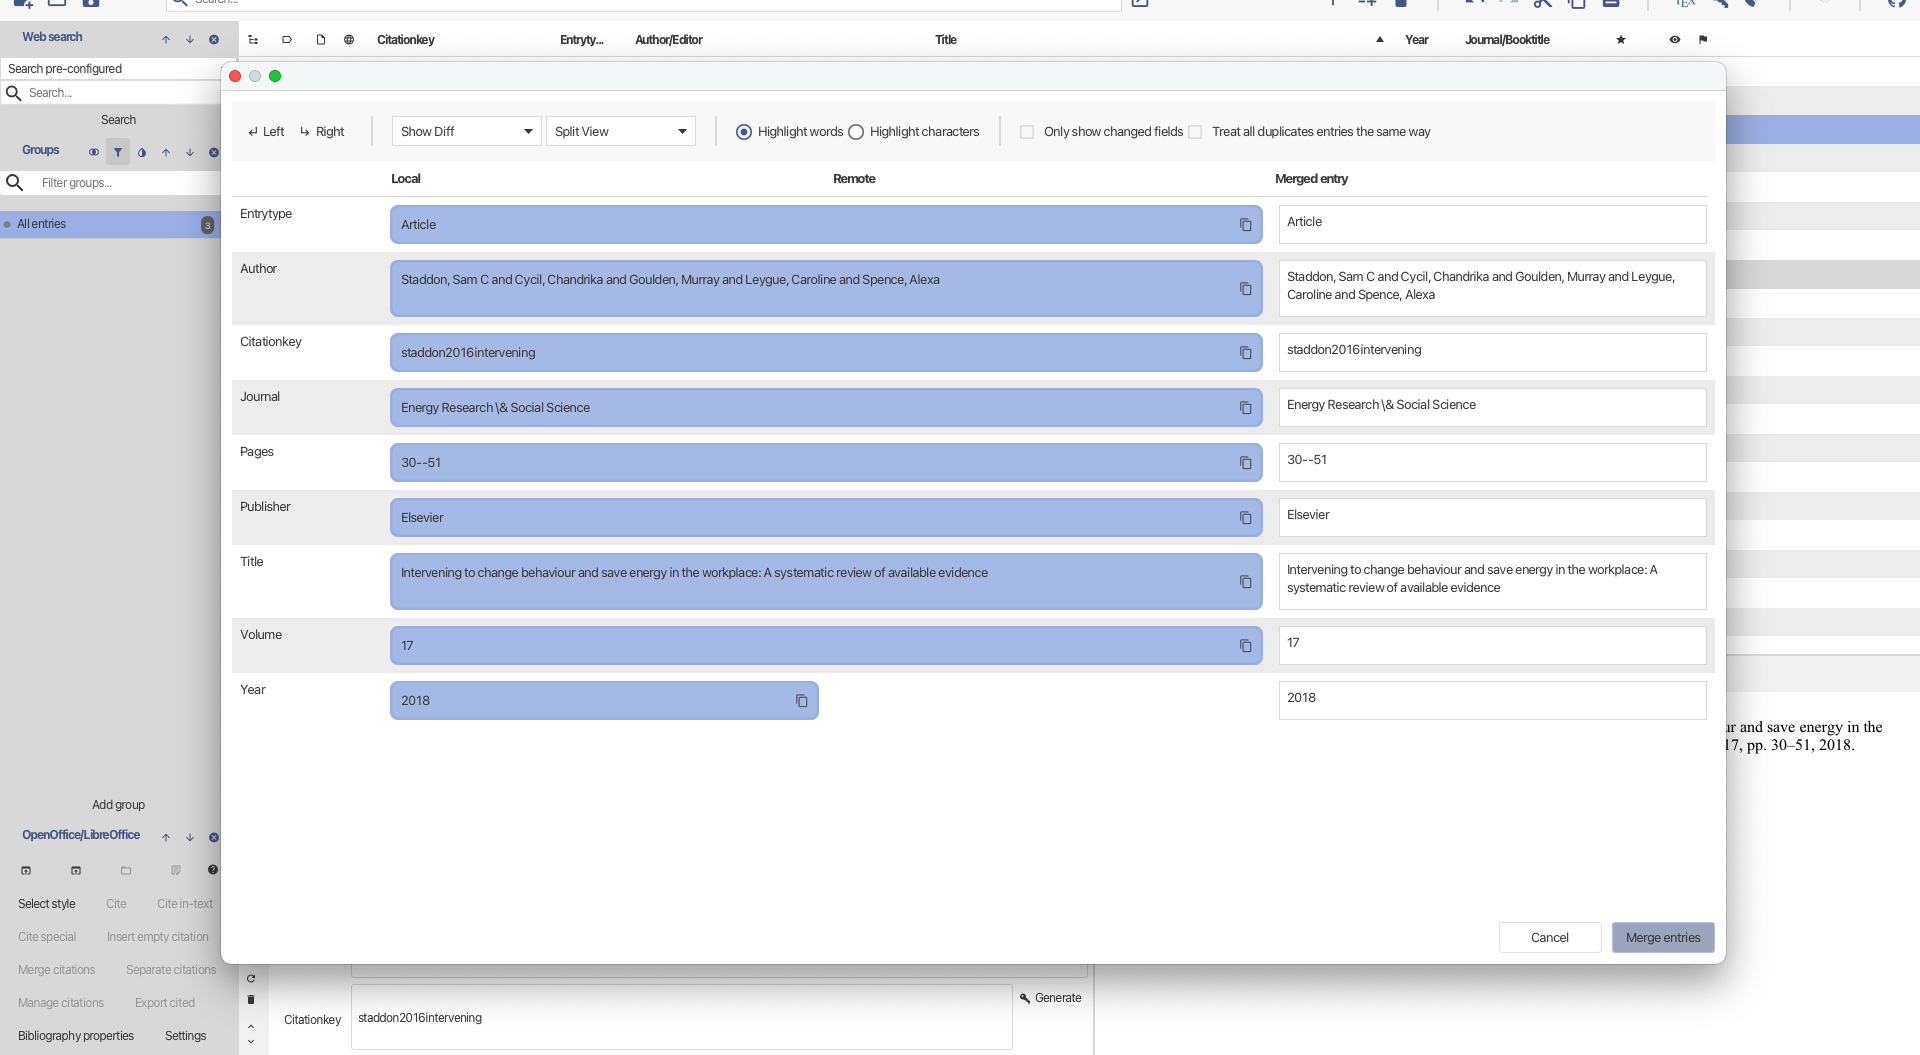 Search...
TEX
Web search
Citationkey
Entryty...
Author/Editor
Title
Year
Journal/Booktitle
Search pre-configured
Search...
Search
Groups
Filter groups...
All entries
3
Left
Right
Show Diff
Split View
Highlight words
Highlight characters
Only show changed fields
Treat all duplicates entries the same way
Local
Remote
Merged entry
Entrytype
Article
Article
Author
Staddon, Sam C and Cycil, Chandrika and Goulden, Murray and Leygue, Caroline and Spence, Alexa
Staddon, Sam C and Cycil, Chandrika and Goulden, Murray and Leygue,
Caroline and Spence, Alexa
Citationkey
staddon2016intervening
staddon2016intervening
Journal
Energy Research \& Social Science
Energy Research \& Social Science
Pages
30--51
30--51
Publisher
Elsevier
Elsevier
Title
Intervening to change behaviour and save energy in the workplace: A systematic review of available evidence
Intervening to change behaviour and save energy in the workplace: A
systematic review of available evidence
Volume
17
17
Year
2018
2018
ur and save energy in the
17, pp. 30–51, 2018.
Cancel
Merge entries
Add group
OpenOffice/LibreOffice
Select style
Cite
Cite in-text
Cite special
Insert empty citation
Merge citations
Separate citations
Manage citations
Export cited
Bibliography properties
Settings
Citationkey
staddon2016intervening
Generate